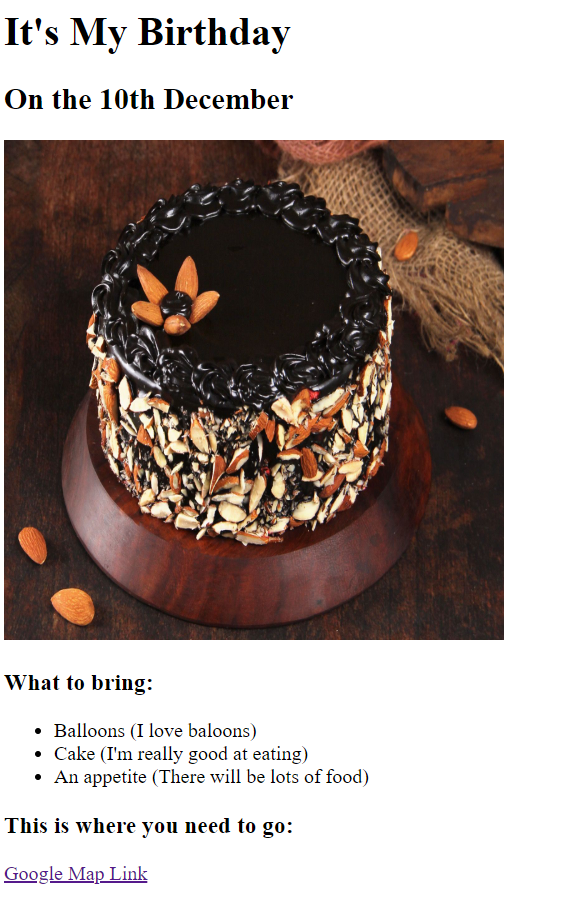 It's My Birthday
On the 10th December
What to bring:
Balloons (I love baloons)
Cake (I'm really good at eating)
An appetite (There will be lots of food)
This is where you need to go:
Google Map Link